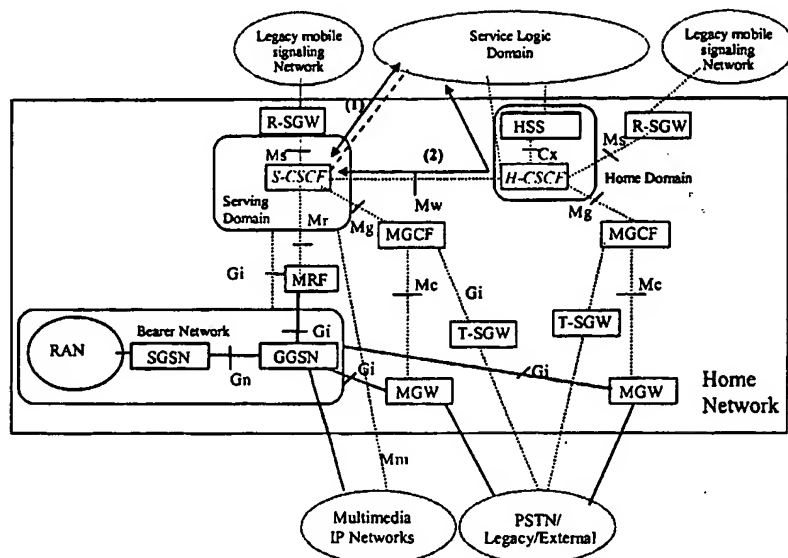 Legacy mobile
signaling
Network
Service Logic
Domain
Legacy mobile
signaling
Network
(1)
R-SGW
HSS
R-SGW
Ms
(2)
Cx
Ms
S-CSCF
H-CSCF
Home Domain
Serving
Domain
Mr
Mg
Mw
Mg
MGCF
MGCF
Gi
MRF
Mc
Gi
Mc
Bearer Network
Gi
T-SGW
T-SGW
RAN
SGSN
GGSN
Gn
Gi
Gi
MGW
MGW
Home
Network
Mm
Multimedia
IP Networks
PSTN/
Legacy/External